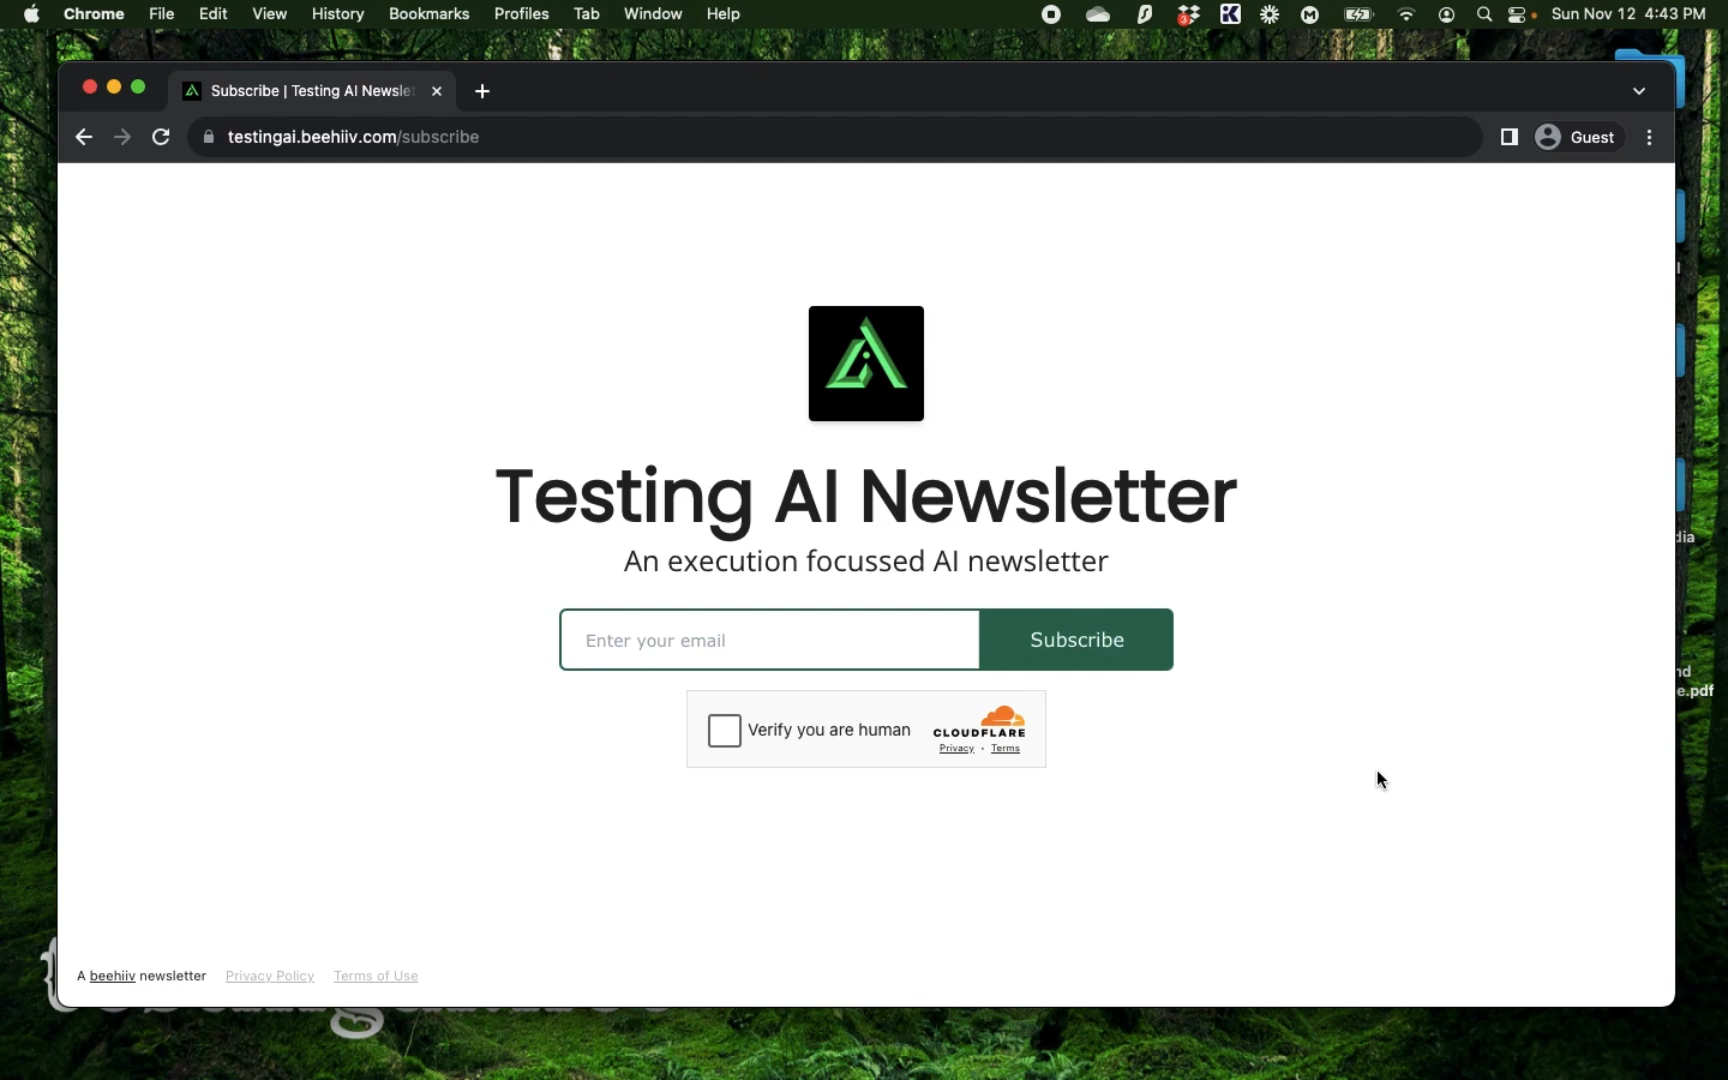 Chrome File Edit View History Bookmarks Profiles Tab Window Help 3 Sun Nov 12 4:43 PM
Subscribe | Testing AI Newslet
testingai.beehiiv.com/subscribe Guest
Testing AI Newsletter
An execution focussed AI newsletter
Enter your email Subscribe
Verify you are human CLOUDFLARE
Privacy • Terms
e.pdf
A beehiiv newsletter Privacy Policy Terms of Use